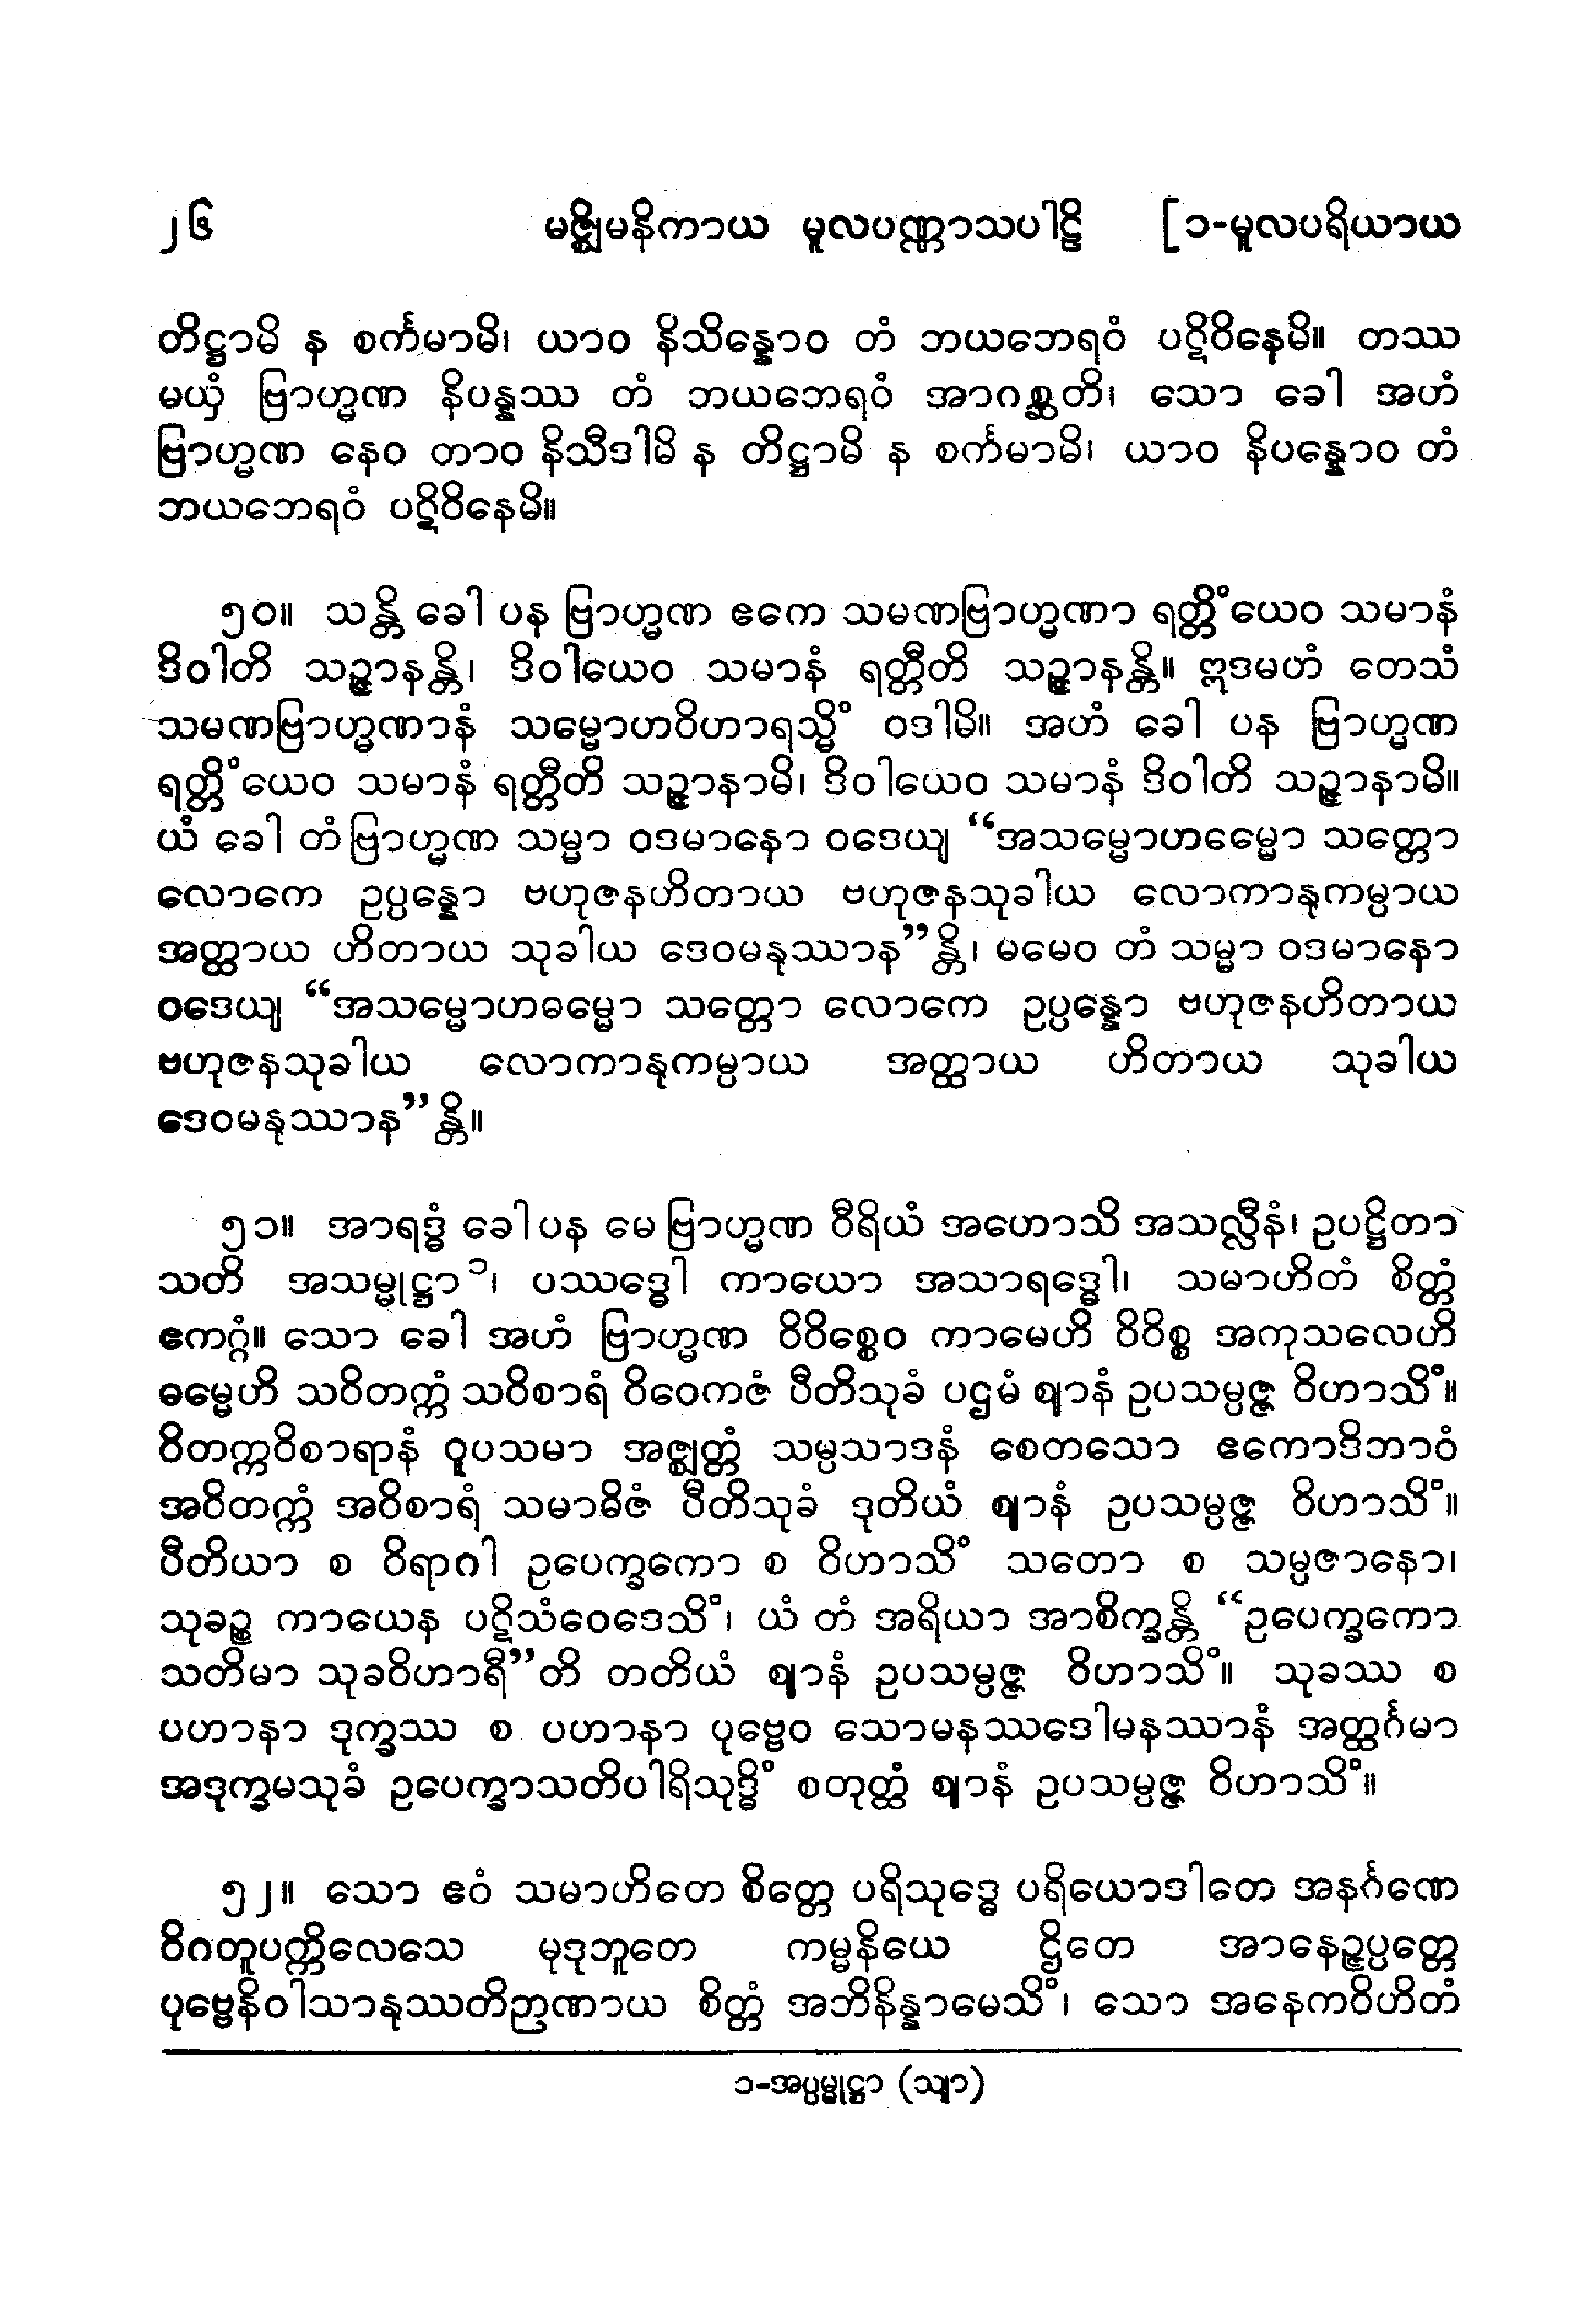 ၂၆ မဇ္ဈိမနိကာယ မူလပဏ္ဏာသပါဠိ [၁-မူလပရိယာယ
တိဋ္ဌာမိ န စင်္ကမာမိ၊ ယာဝ နိသိန္နောဝ တံ ဘယဘေရဝံ ပဋိဝိနေမိ။ တဿ
မယှံ ဗြာဟ္မဏ နိပန္နဿ တံ ဘယဘေရဝံ အာဂစ္ဆတိ၊ သော ခေါ အဟံ
ဗြာဟ္မဏ နေဝ တာဝ နိသီဒါမိ န တိဋ္ဌာမိ န စင်္ကမာမိ၊ ယာဝ နိပန္နောဝ တံ
ဘယဘေရဝံ ပဋိဝိနေမိ။
၅၀။ သန္တိ ခေါ ပန ဗြာဟ္မဏ ဧကေ သမဏဗြာဟ္မဏာ ရတ္တိံယေဝ သမာနံ
ဒိဝါတိ သဉ္ဇာနန္တိ၊ ဒိဝါယေဝ သမာနံ ရတ္တီတိ သဉ္ဇာနန္တိ။ ဣဒမဟံ တေသံ
သမဏဗြာဟ္မဏာနံ သမ္မောဟဝိဟာရသ္မိံ ဝဒါမိ။ အဟံ ခေါ ပန ဗြာဟ္မဏ
ရတ္တိံယေဝ သမာနံ ရတ္တီတိ သဉ္ဇာနာမိ၊ ဒိဝါယေဝ သမာနံ ဒိဝါတိ သဉ္ဇာနာမိ။
ယံ ခေါ တံ ဗြာဟ္မဏ သမ္မာ ဝဒမာနော ဝဒေယျ “အသမ္မောဟဓမ္မော သတ္တော
လောကေ ဥပ္ပန္နော ဗဟုဇနဟိတာယ ဗဟုဇနသုခါယ လောကာနုကမ္ပာယ
အတ္ထာယ ဟိတာယ သုခါယ ဒေဝမနုဿာန”န္တိ၊ မမေဝ တံ သမ္မာ ဝဒမာနော
ဝဒေယျ “အသမ္မောဟဓမ္မော သတ္တော လောကေ ဥပ္ပန္နော ဗဟုဇနဟိတာယ
ဗဟုဇနသုခါယ လောကာနုကမ္ပာယ အတ္ထာယ ဟိတာယ သုခါယ
ဒေဝမနုဿာန”န္တိ။
၅၁။ အာရဒ္ဓံ ခေါ ပန မေ ဗြာဟ္မဏ ဝီရိယံ အဟောသိ အသလ္လီနံ၊ ဥပဋ္ဌိတာ
သတိ အသမ္မုဋ္ဌာ၁၊ ပဿဒ္ဓေါ ကာယော အသာရဒ္ဓေါ၊ သမာဟိတံ စိတ္တံ
ဧကဂ္ဂံ။ သော ခေါ အဟံ ဗြာဟ္မဏ ဝိဝိစ္စေဝ ကာမေဟိ ဝိဝိစ္စ အကုသလေဟိ
ဓမ္မေဟိ သဝိတက္ကံ သဝိစာရံ ဝိဝေကဇံ ပီတိသုခံ ပဌမံ ဈာနံ ဥပသမ္ပဇ္ဇ ဝိဟာသိံ။
ဝိတက္ကဝိစာရာနံ ဝူပသမာ အဇ္ဈတ္တံ သမ္ပသာဒနံ စေတသော ဧကောဒိဘာဝံ
အဝိတက္ကံ အဝိစာရံ သမာဓိဇံ ပီတိသုခံ ဒုတိယံ ဈာနံ ဥပသမ္ပဇ္ဇ ဝိဟာသိံ။
ပီတိယာ စ ဝိရာဂါ ဥပေက္ခကော စ ဝိဟာသိံ သတော စ သမ္ပဇာနော၊
သုခဉ္စ ကာယေန ပဋိသံဝေဒေသိံ၊ ယံ တံ အရိယာ အာစိက္ခန္တိ “ဥပေက္ခကော
သတိမာ သုခဝိဟာရီ”တိ တတိယံ ဈာနံ ဥပသမ္ပဇ္ဇ ဝိဟာသိံ။ သုခဿ စ
ပဟာနာ ဒုက္ခဿ စ ပဟာနာ ပုဗ္ဗေဝ သောမနဿဒေါမနဿာနံ အတ္ထင်္ဂမာ
အဒုက္ခမသုခံ ဥပေက္ခာသတိပါရိသုဒ္ဓိံ စတုတ္ထံ ဈာနံ ဥပသမ္ပဇ္ဇ ဝိဟာသိံ။
၅၂။ သော ဧဝံ သမာဟိတေ စိတ္တေ ပရိသုဒ္ဓေ ပရိယောဒါတေ အနင်္ဂဏေ
ဝိဂတူပက္ကိလေသေ မုဒုဘူတေ ကမ္မနိယေ ဌိတေ အာနေဉ္ဇပ္ပတ္တေ
ပုဗ္ဗေနိဝါသာနုဿတိဉာဏာယ စိတ္တံ အဘိနိန္နာမေသိံ၊ သော အနေကဝိဟိတံ
၁-အပ္ပမ္မုဋ္ဌာ (သျာ)